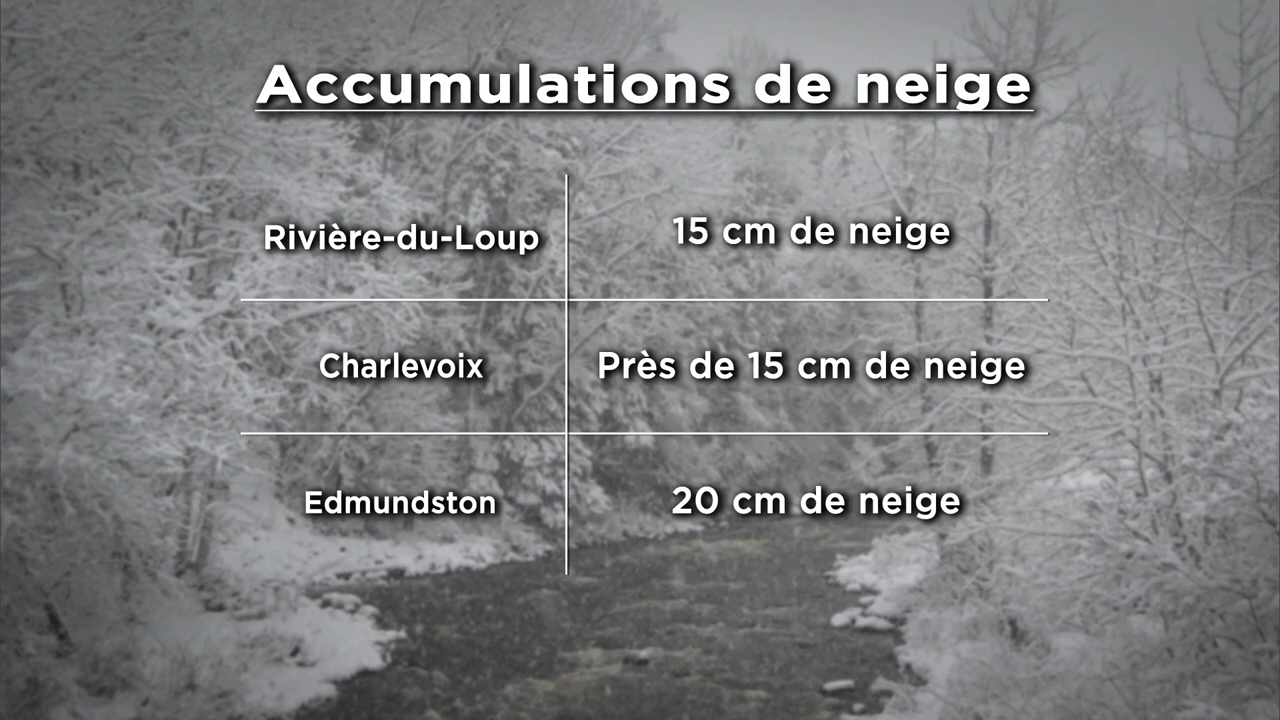 Accumulations de neige
Rivière-du-Loup 15 cm de neige
Charlevoix Près de 15 cm de neige
Edmundston 20 cm de neige